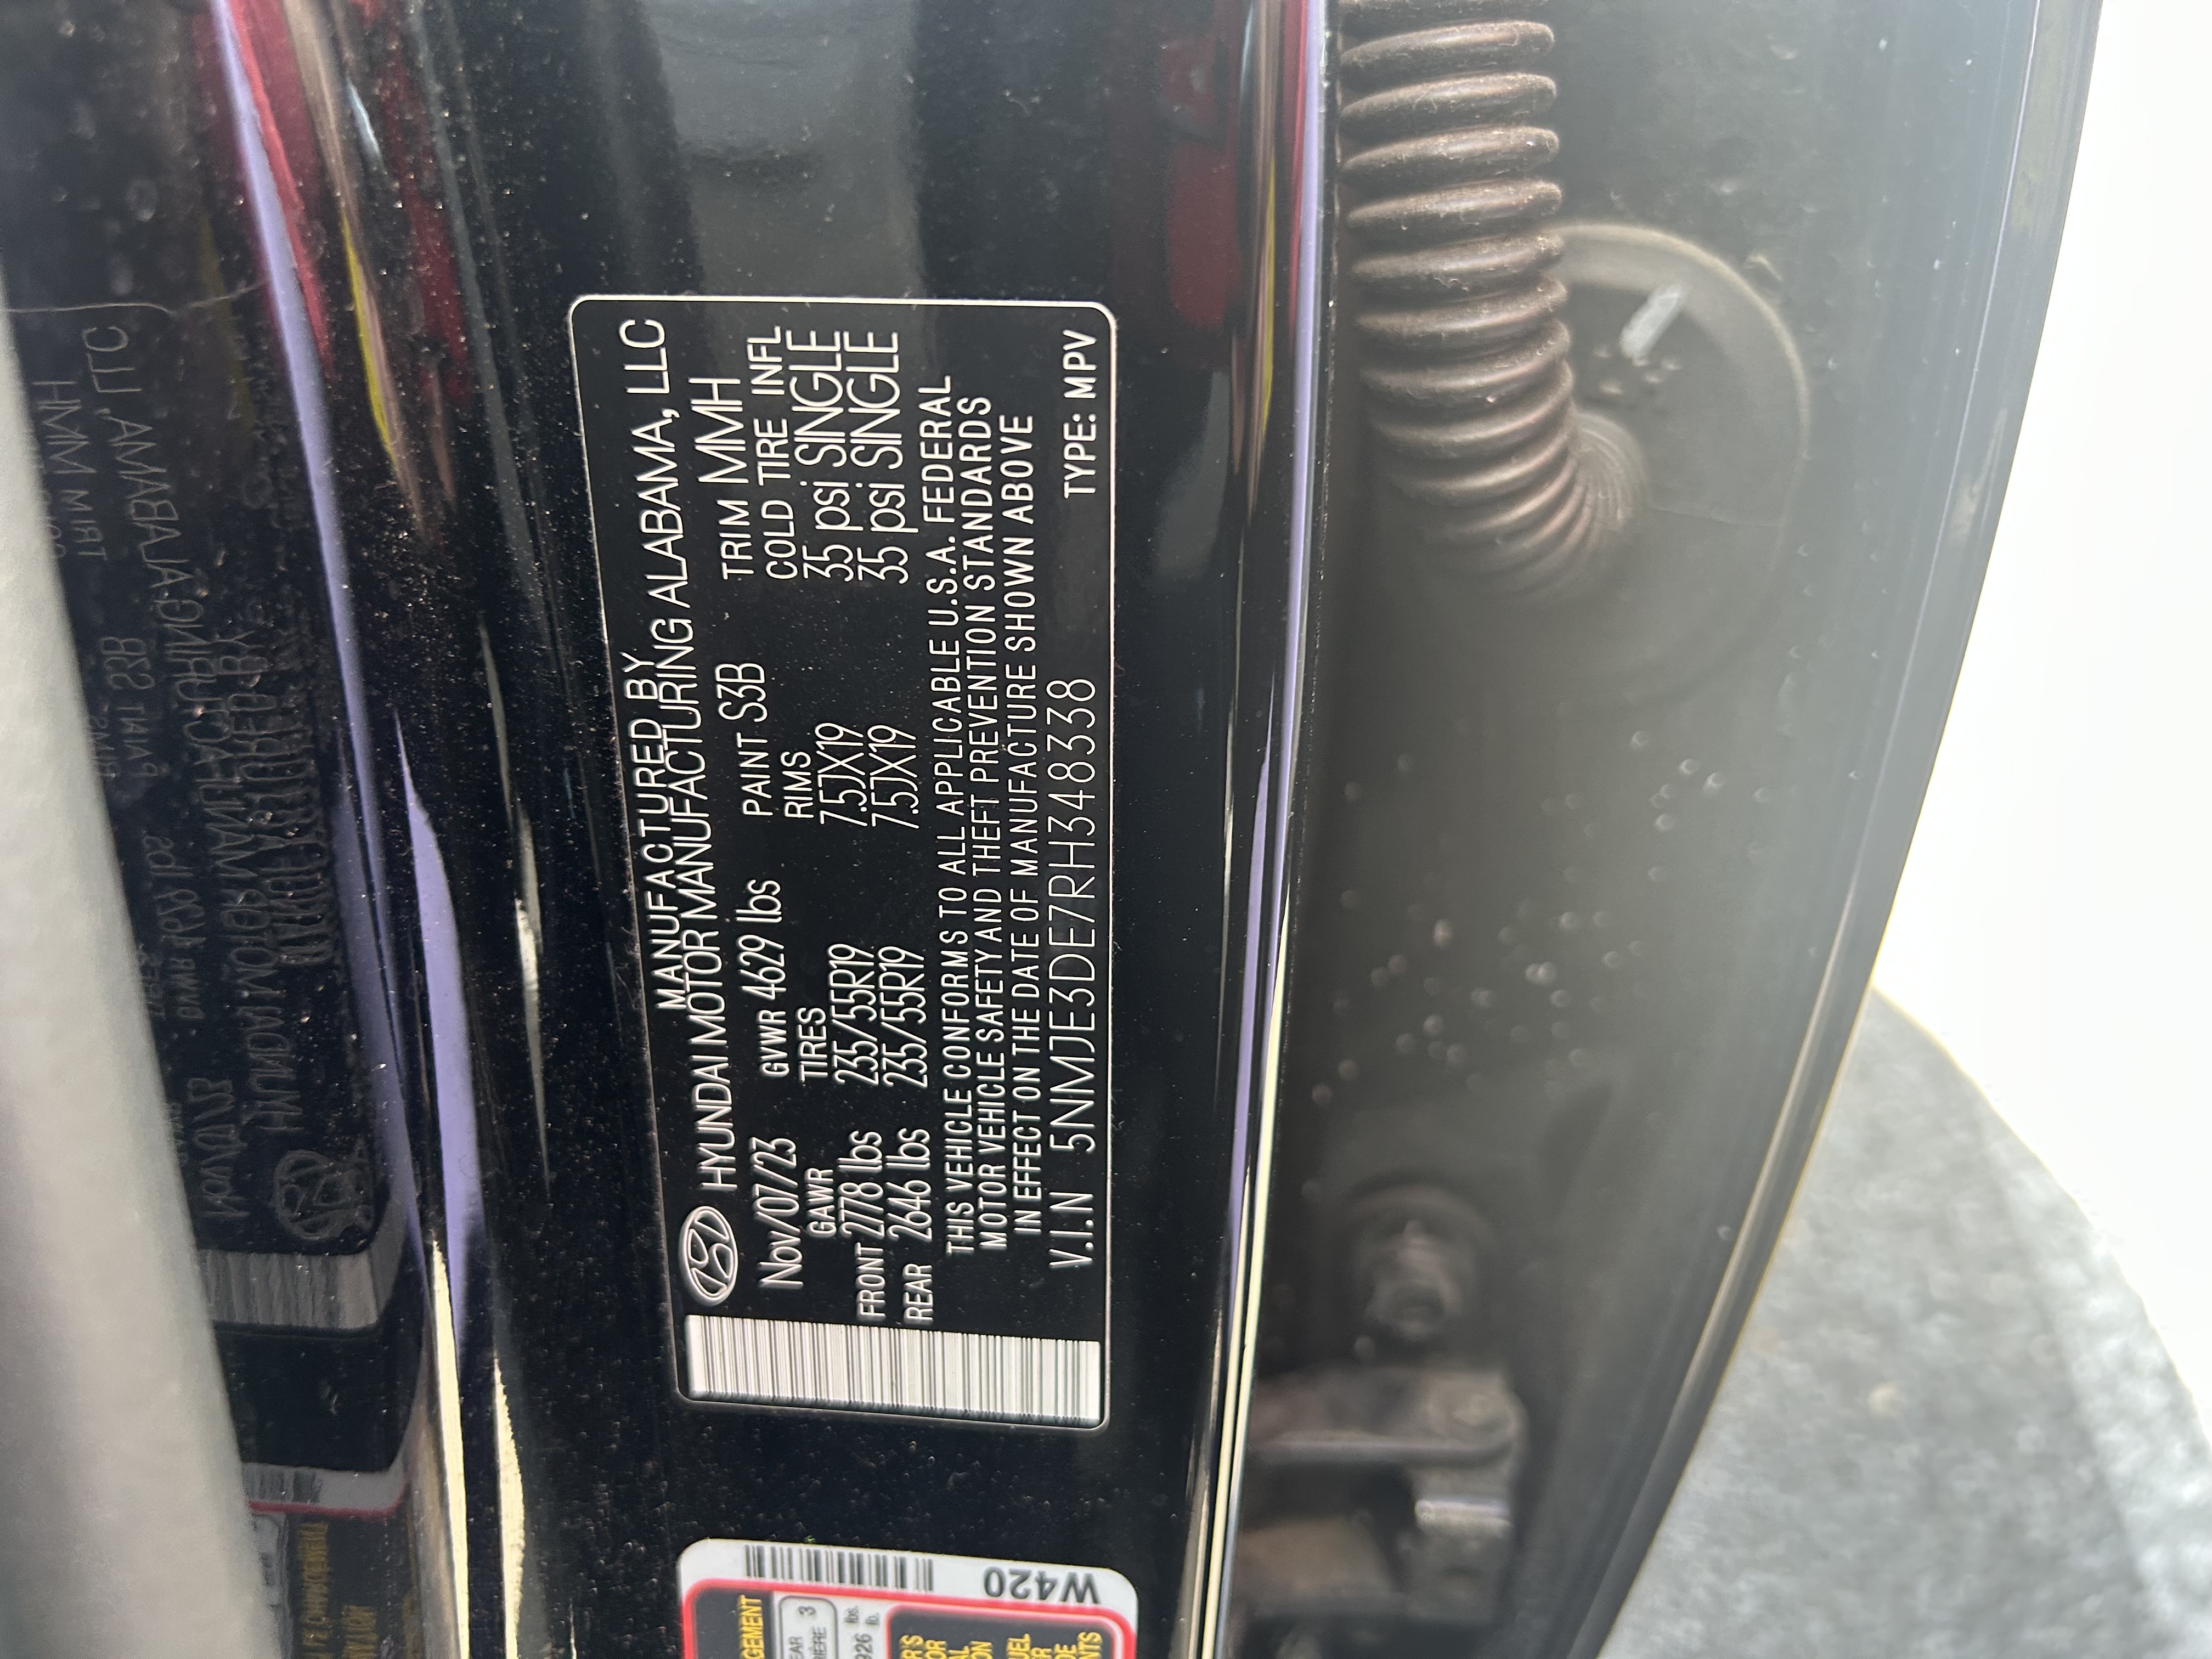 MANUFACTURED BY
HYUNDAI MOTOR MANUFACTURING ALABAMA, LLC
Nov/07/23 GVWR 4629 lbs PAINT S3B TRIM MMH
GAWR TIRES RIMS COLD TIRE INFL
FRONT 2778 lbs 235/55R19 7.5JX19 35 psi SINGLE
REAR 2646 lbs 235/55R19 7.5JX19 35 psi SINGLE
THIS VEHICLE CONFORMS TO ALL APPLICABLE U.S.A. FEDERAL
MOTOR VEHICLE SAFETY AND THEFT PREVENTION STANDARDS
IN EFFECT ON THE DATE OF MANUFACTURE SHOWN ABOVE
V.I.N 5NMJE3DE7RH348338 TYPE: MPV
W420